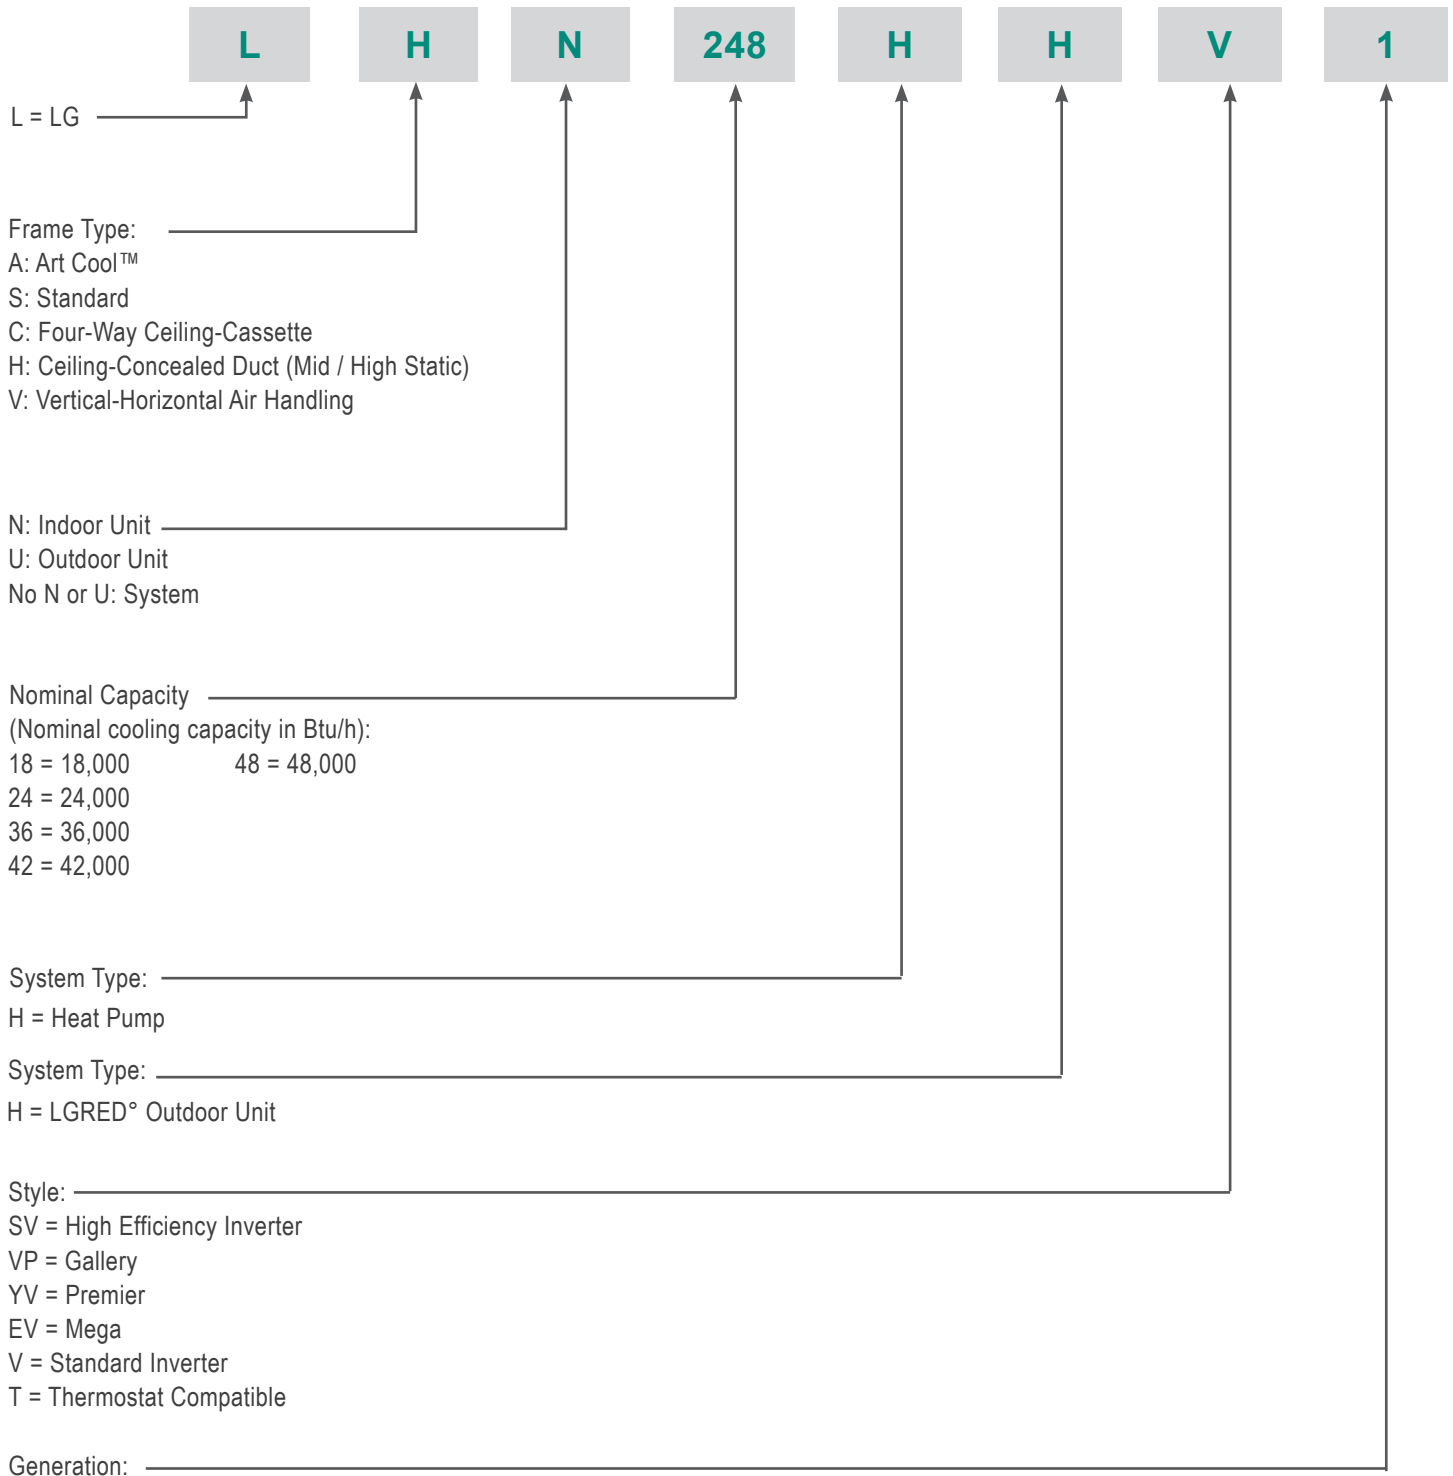 L H N 248 H H V 1
L = LG
Frame Type:
A: Art Cool™
S: Standard
C: Four-Way Ceiling-Cassette
H: Ceiling-Concealed Duct (Mid / High Static)
V: Vertical-Horizontal Air Handling
N: Indoor Unit
U: Outdoor Unit
No N or U: System
Nominal Capacity
(Nominal cooling capacity in Btu/h):
18 = 18,000 48 = 48,000
24 = 24,000
36 = 36,000
42 = 42,000
System Type:
H = Heat Pump
System Type:
H = LGRED° Outdoor Unit
Style:
SV = High Efficiency Inverter
VP = Gallery
YV = Premier
EV = Mega
V = Standard Inverter
T = Thermostat Compatible
Generation: